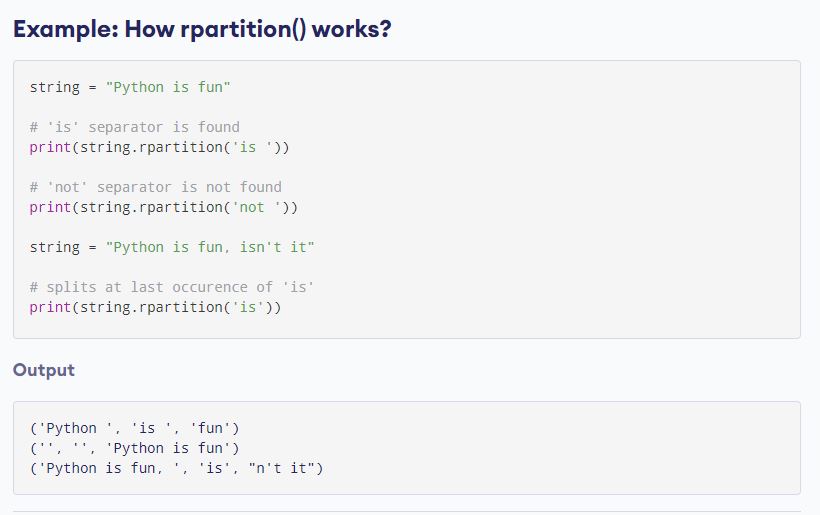 Example: How rpartition() works?
string = "Python is fun"
# 'is' separator is found
print(string.rpartition('is '))
# 'not' separator is not found
print(string.rpartition('not '))
string = "Python is fun, isn't it"
# splits at last occurence of 'is'
print(string.rpartition('is'))
Output
('Python ', 'is ', 'fun')
('', '', 'Python is fun')
('Python is fun, ', 'is', "n't it")